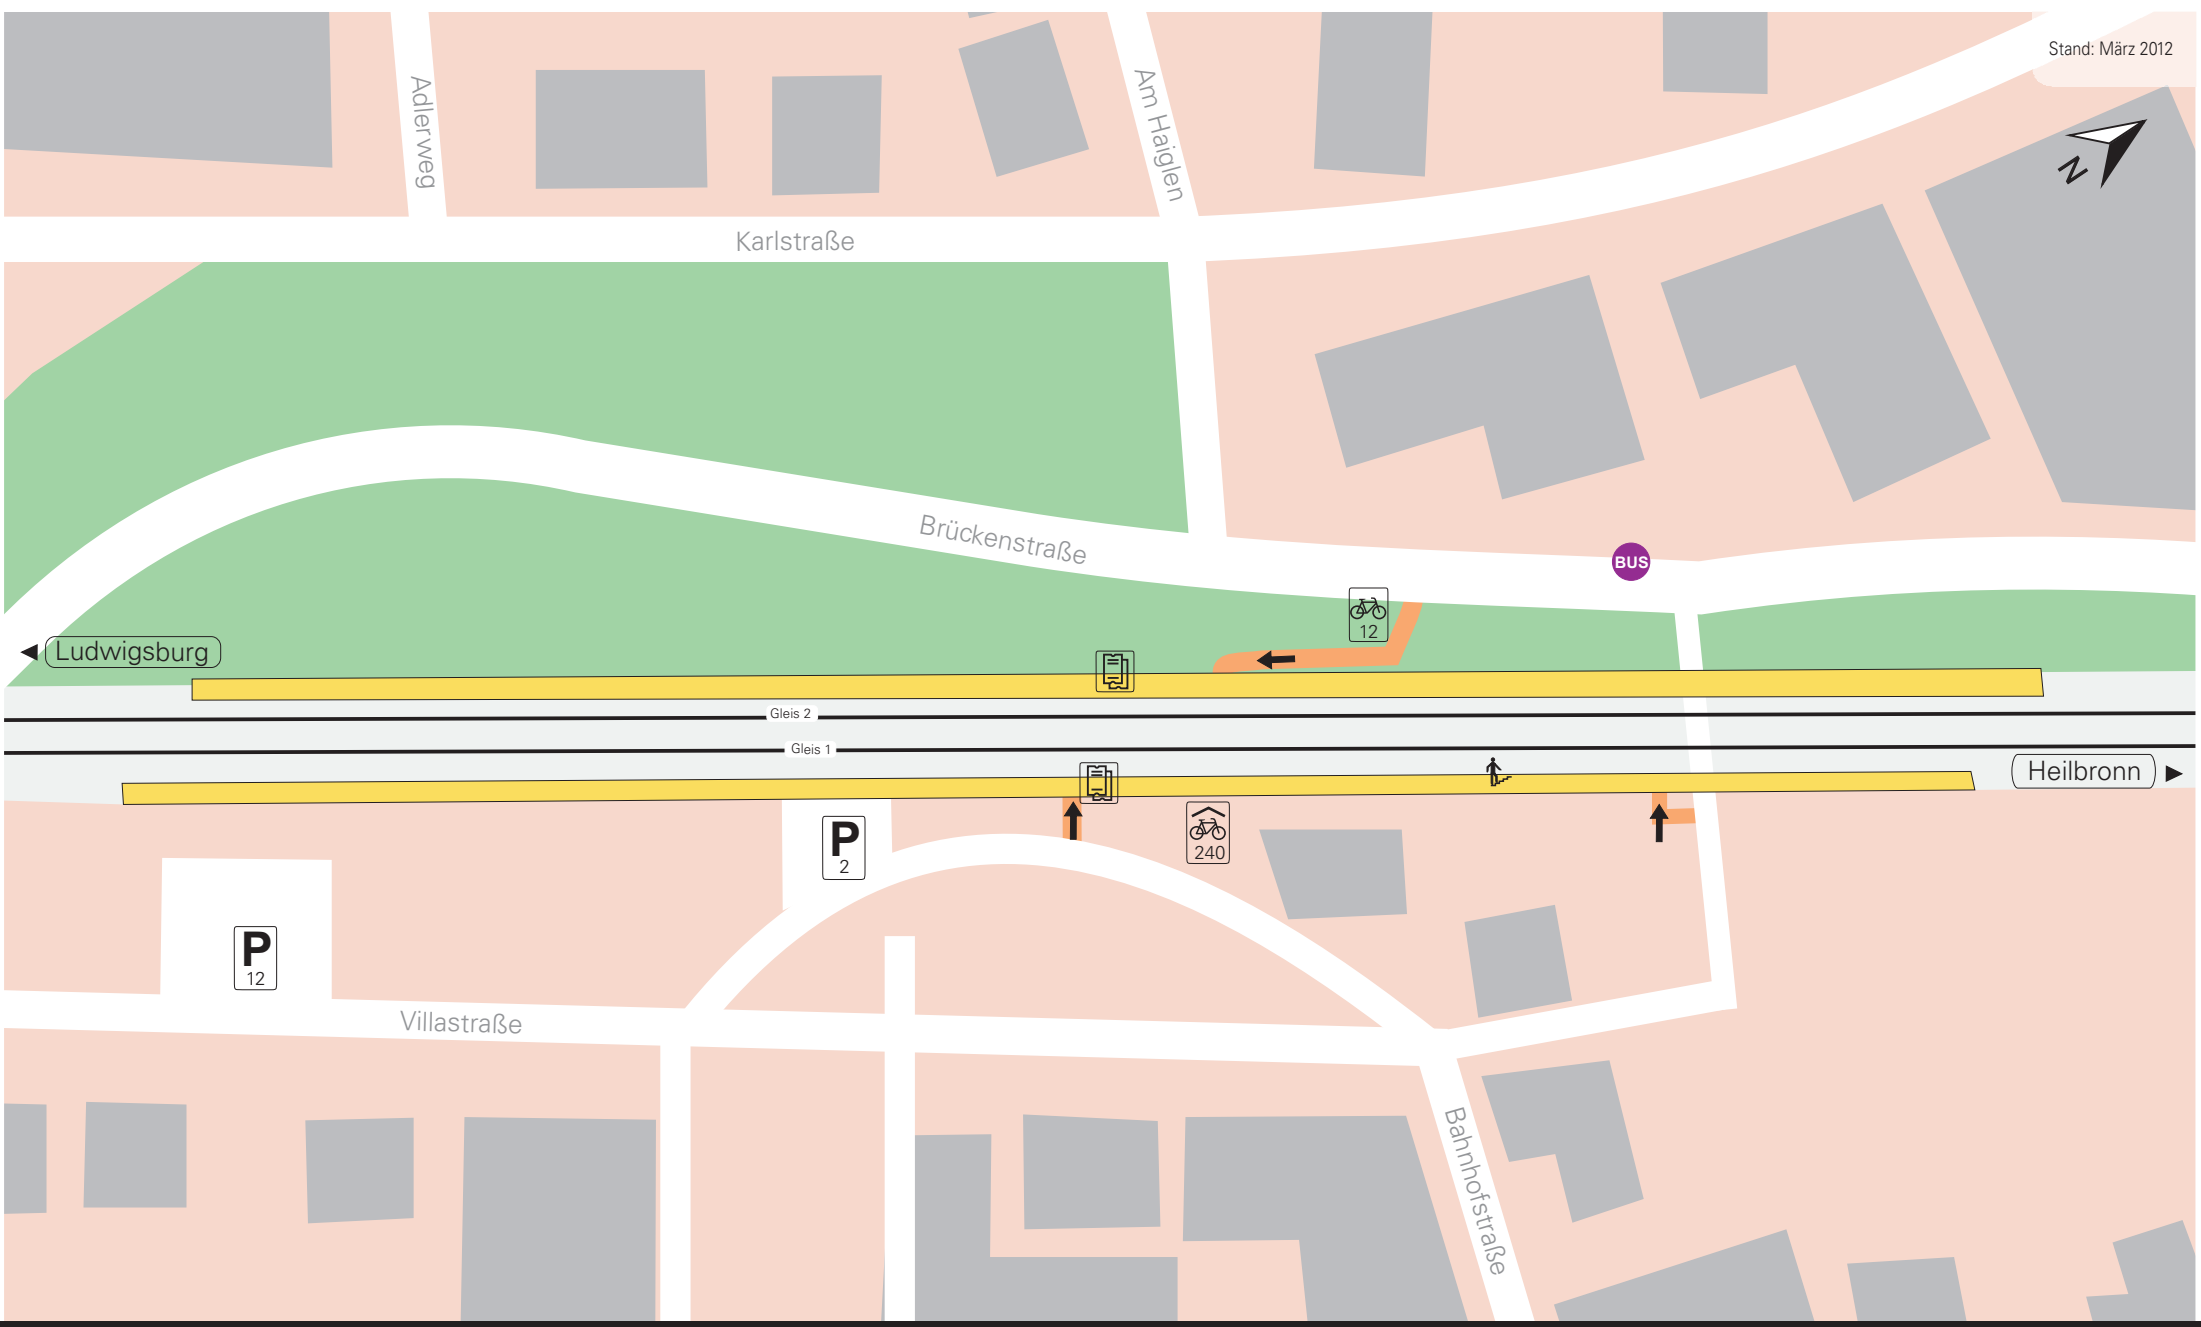 Stand: März 2012
N
Adlerweg
Am Haiglen
Karlstraße
Brückenstraße
BUS
12
Ludwigsburg
Gleis 2
Gleis 1
Heilbronn
P
2
240
P
12
Villastraße
Bahnhofstraße